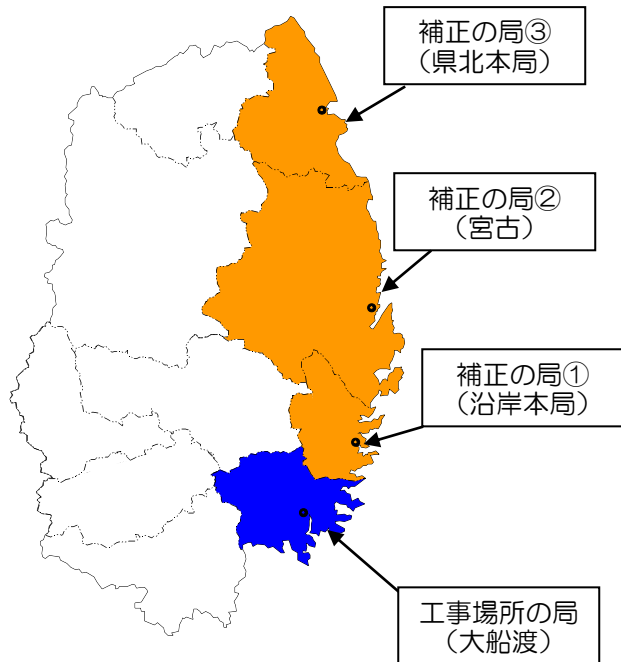 補正の局③
（県北本局）
補正の局②
（宮古）
補正の局①
（沿岸本局）
工事場所の局
（大船渡）